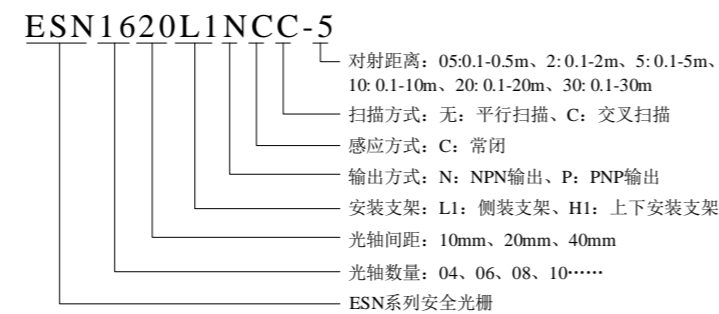 ESN1620L1NCC-5
对射距离：05:0.1-0.5m、2: 0.1-2m、5: 0.1-5m、
10: 0.1-10m、20: 0.1-20m、30: 0.1-30m
扫描方式：无：平行扫描、C：交叉扫描
感应方式：C：常闭
输出方式：N：NPN输出、P：PNP输出
安装支架：L1：侧装支架、H1：上下安装支架
光轴间距：10mm、20mm、40mm
光轴数量：04、06、08、10……
ESN系列安全光栅